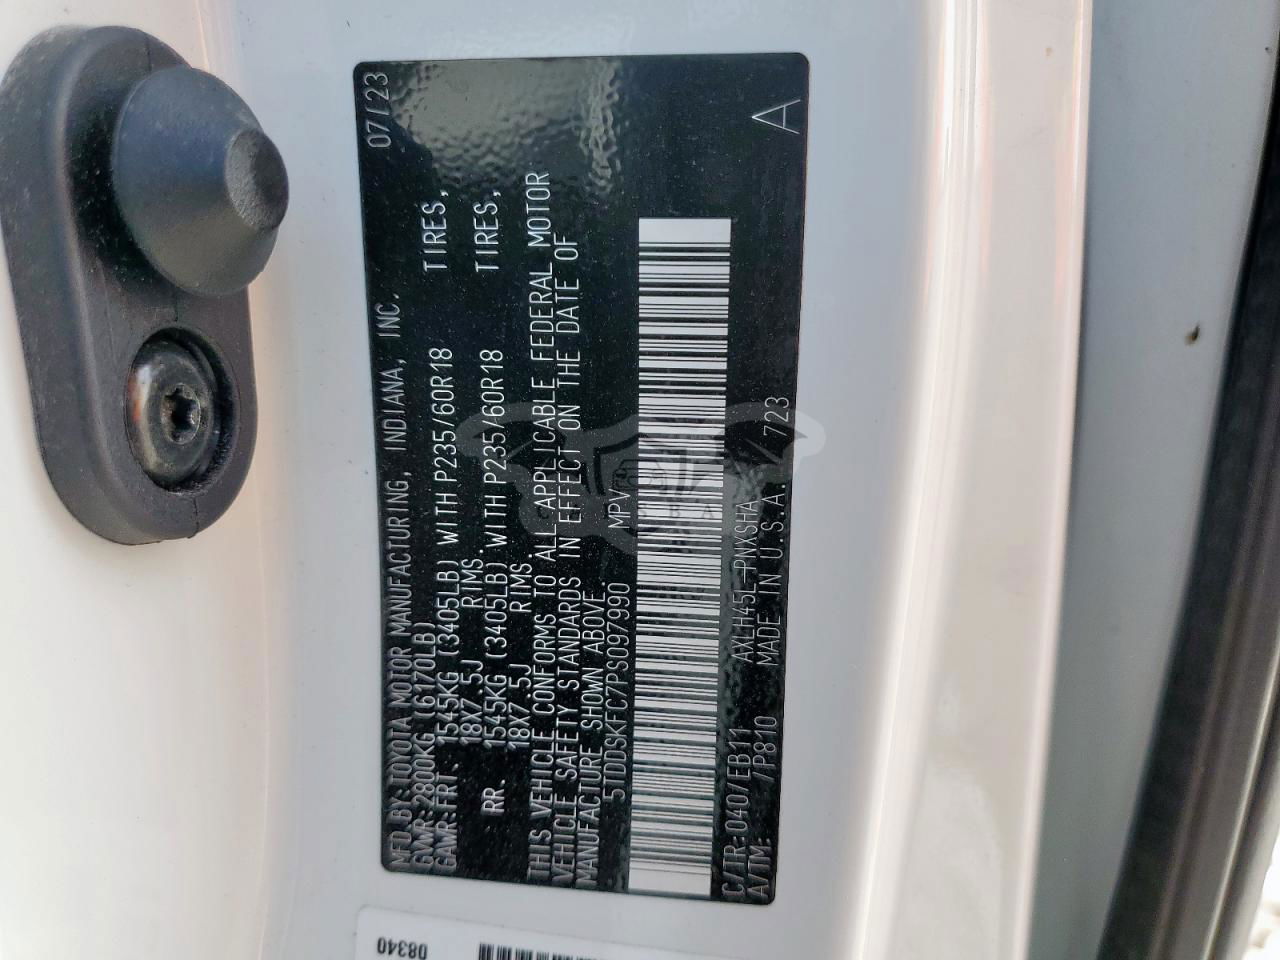 MFD.BY:TOYOTA MOTOR MANUFACTURING, INDIANA, INC. 07/23
GVWR:2800KG (6170LB)
GAWR:FRT. 1545KG (3405LB) WITH P235/60R18 TIRES,
18X7.5J RIMS.
RR. 1545KG (3405LB) WITH P235/60R18 TIRES,
18X7.5J RIMS.
THIS VEHICLE CONFORMS TO ALL APPLICABLE FEDERAL MOTOR
VEHICLE SAFETY STANDARDS IN EFFECT ON THE DATE OF
MANUFACTURE SHOWN ABOVE.
5TDDSKFC7PS097990 MPV
C/TR:040/EB11 AXLH45L-PNXSHA A
A/TM: /P810 MADE IN U.S.A. 723
08340